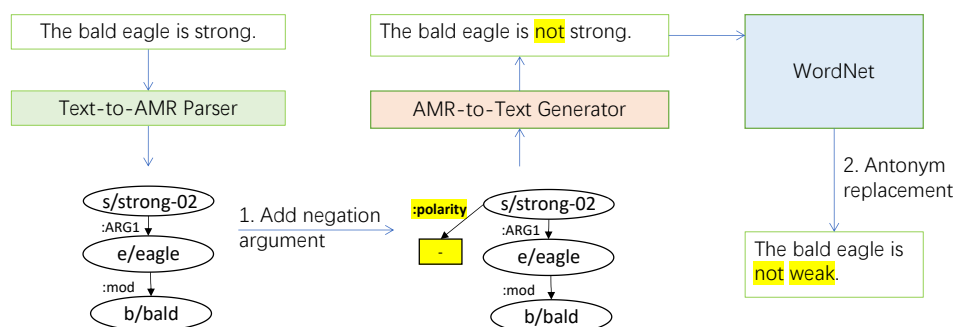 The bald eagle is strong.
Text-to-AMR Parser
s/strong-02
:ARG1
e/eagle
:mod
b/bald
1. Add negation
argument
The bald eagle is not strong.
AMR-to-Text Generator
:polarity
-
s/strong-02
:ARG1
e/eagle
:mod
b/bald
WordNet
2. Antonym
replacement
The bald eagle is
not weak.